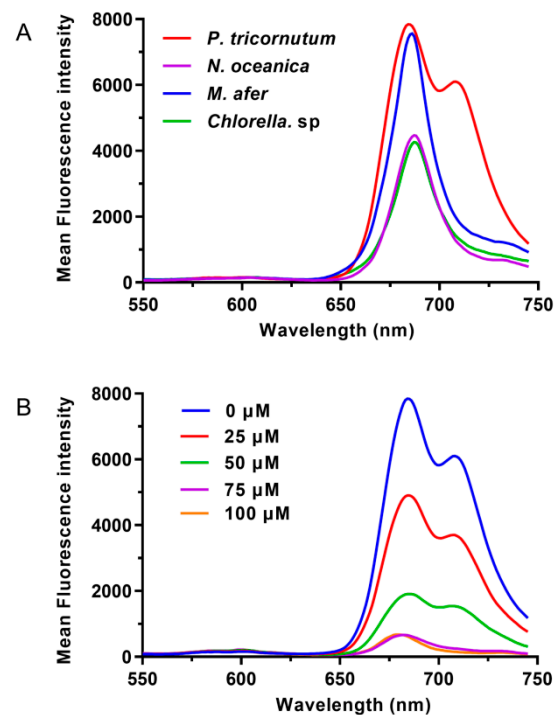 A
P. tricornutum
N. oceanica
M. afer
Chlorella. sp
Mean Fluorescence intensity
8000
6000
4000
2000
0
550 600 650 700 750
Wavelength (nm)
B
0 µM
25 µM
50 µM
75 µM
100 µM
Mean Fluorescence intensity
8000
6000
4000
2000
0
550 600 650 700 750
Wavelength (nm)